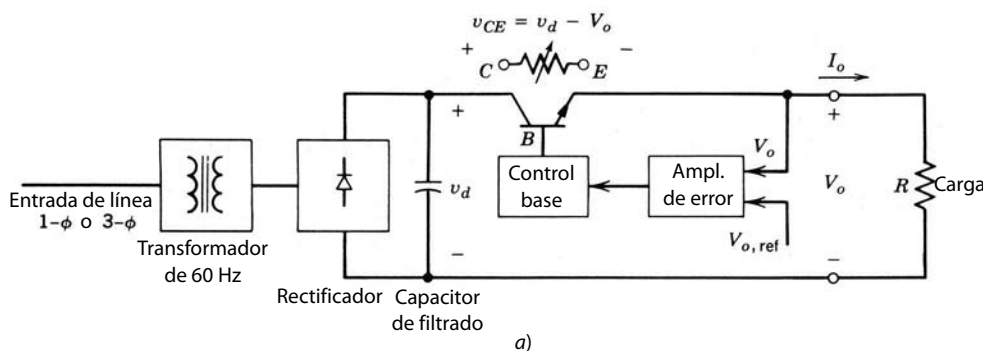 v_CE = v_d − V_o
+ −
C E
I_o
+
B
+
V_o
Control
base
Ampl.
de error
v_d
V_o
R
Carga
Entrada de línea
1-ϕ o 3-ϕ
V_o, ref
−
−
Transformador
de 60 Hz
Rectificador
Capacitor
de filtrado
a)